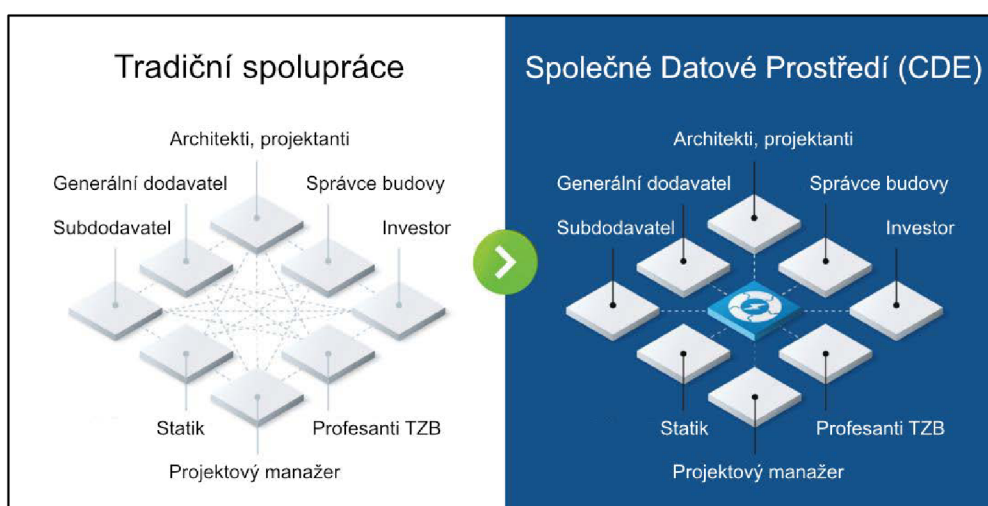 Tradiční spolupráce
Architekti, projektanti
Generální dodavatel
Správce budovy
Subdodavatel
Investor
Statik
Profesanti TZB
Projektový manažer
Společné Datové Prostředí (CDE)
Architekti, projektanti
Generální dodavatel
Správce budovy
Subdodavatel
Investor
Statik
Profesanti TZB
Projektový manažer